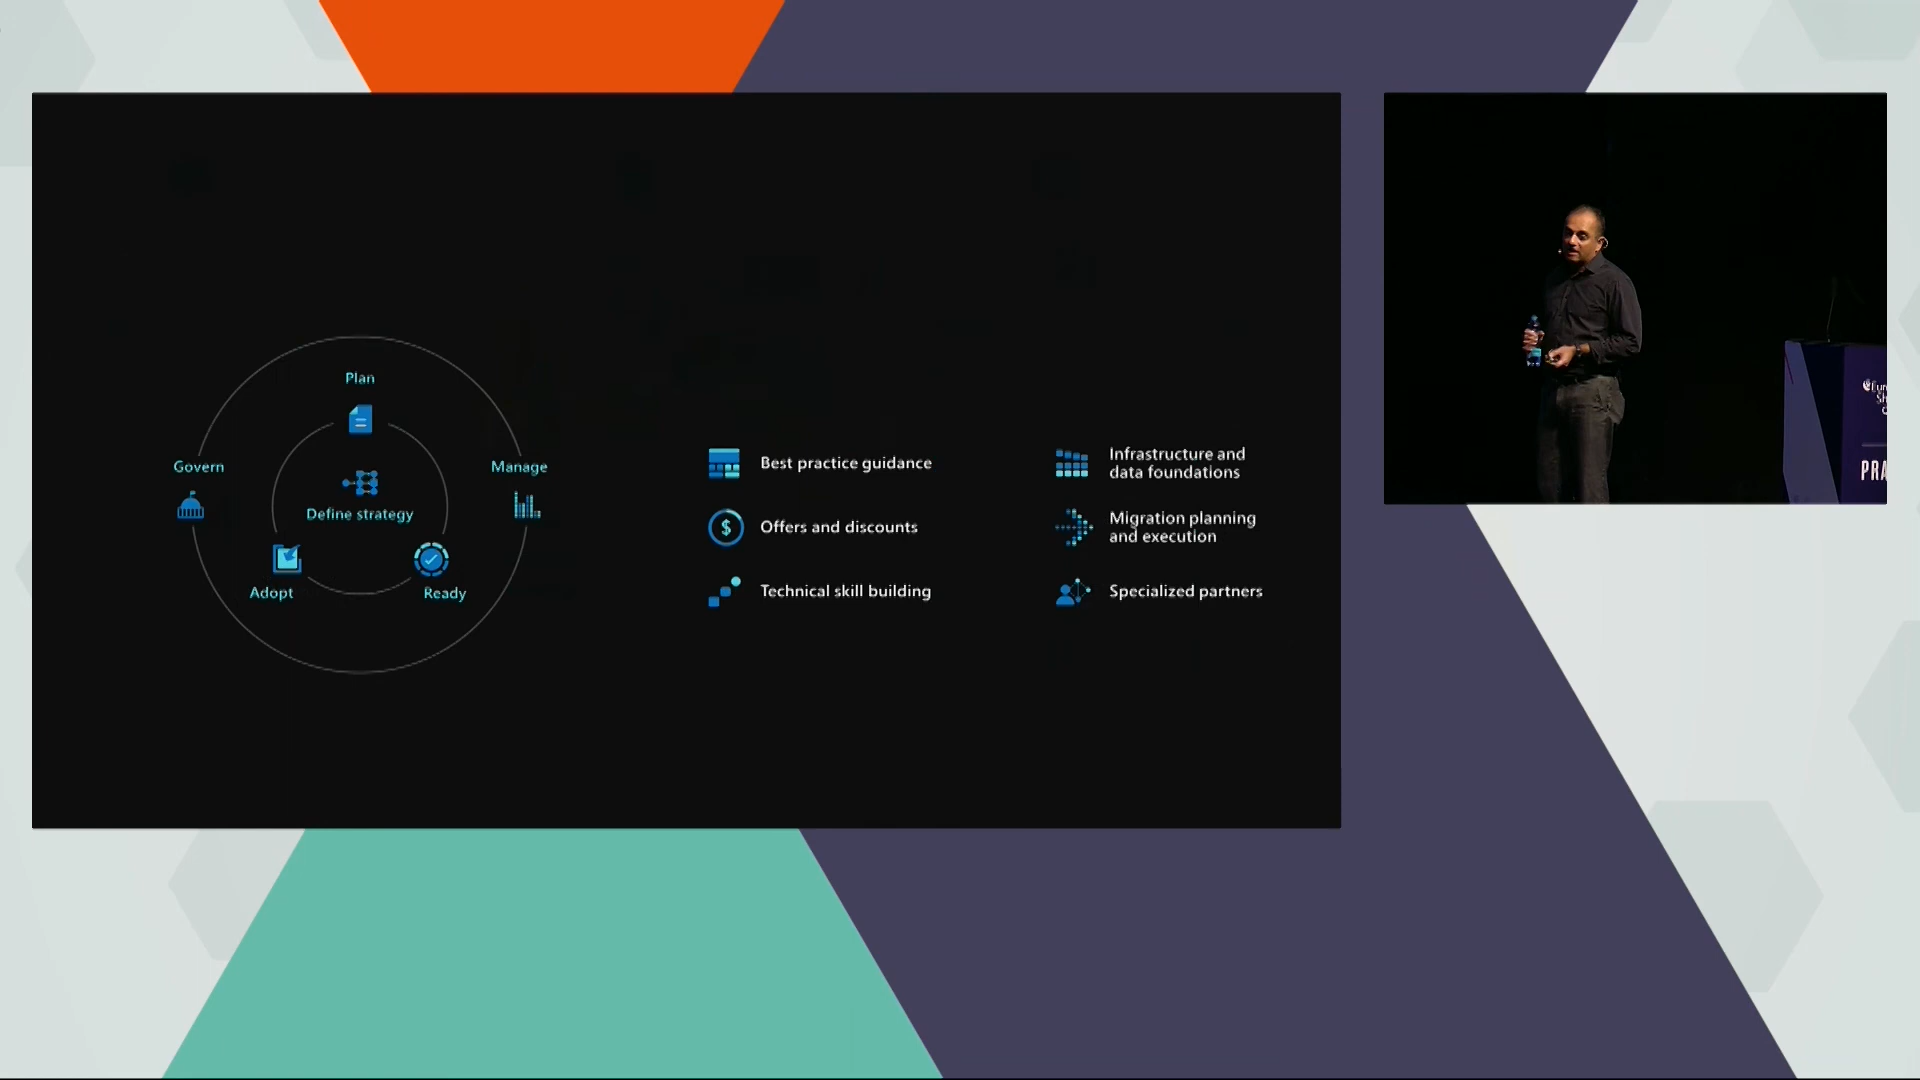 Plan
Govern
Manage
Define strategy
Adopt
Ready
Best practice guidance
Offers and discounts
Technical skill building
Infrastructure and
data foundations
Migration planning
and execution
Specialized partners
PRA